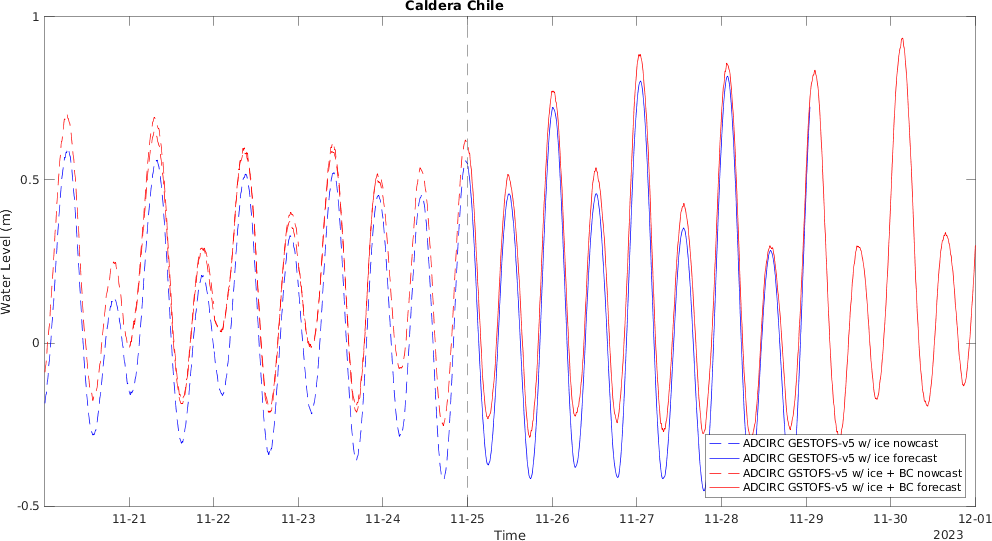 Caldera Chile
1
0.5
0
-0.5
Water Level (m)
ADCIRC GESTOFS-v5 w/ ice nowcast
ADCIRC GESTOFS-v5 w/ ice forecast
ADCIRC GSTOFS-v5 w/ ice + BC nowcast
ADCIRC GSTOFS-v5 w/ ice + BC forecast
11-21 11-22 11-23 11-24 11-25 11-26 11-27 11-28 11-29 11-30 12-01
Time
2023